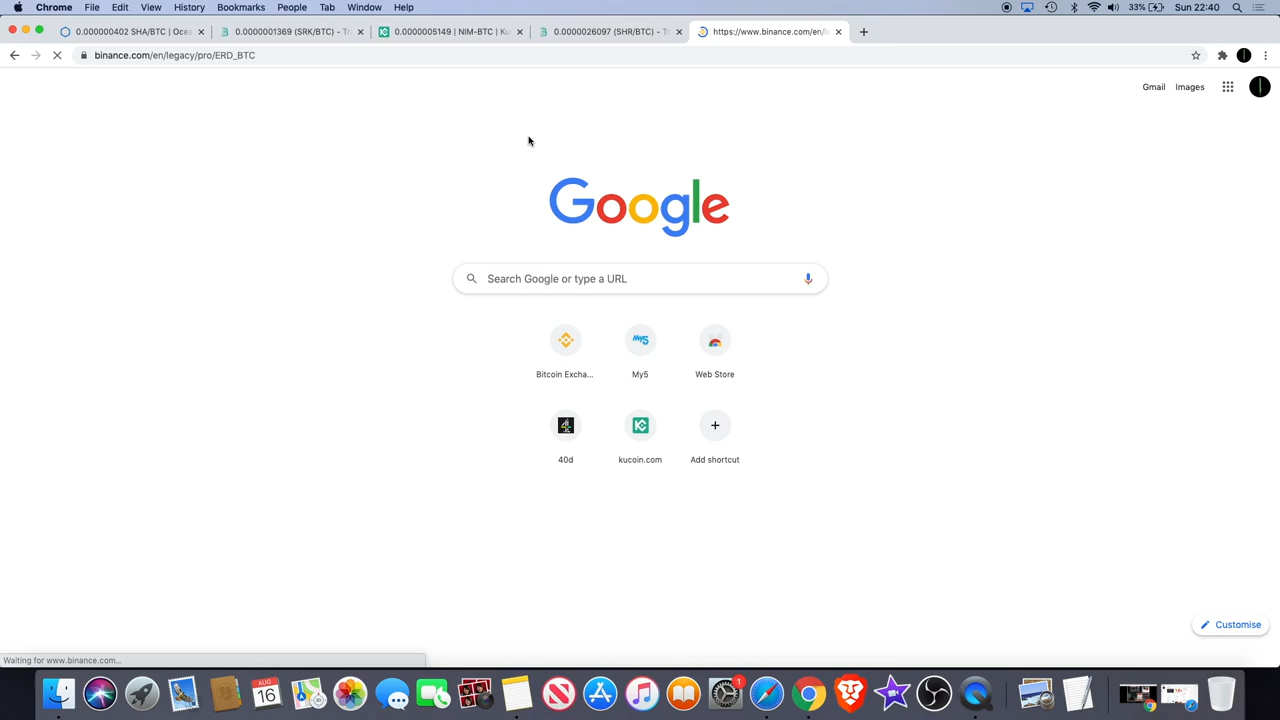 Chrome File Edit View History Bookmarks People Tab Window Help 33% Sun 22:40
0.000000402 SHA/BTC | Oce 0.0000001369 (SRK/BTC) - Tr 0.0000005149 | NIM-BTC | Ku 0.0000026097 (SHR/BTC) - Tr https://www.binance.com/en/l
binance.com/en/legacy/pro/ERD_BTC
Gmail Images
Google
Search Google or type a URL
My5
Bitcoin Excha... My5 Web Store
4
40d kucoin.com Add shortcut
Customise
Waiting for www.binance.com...
AUG
16
1